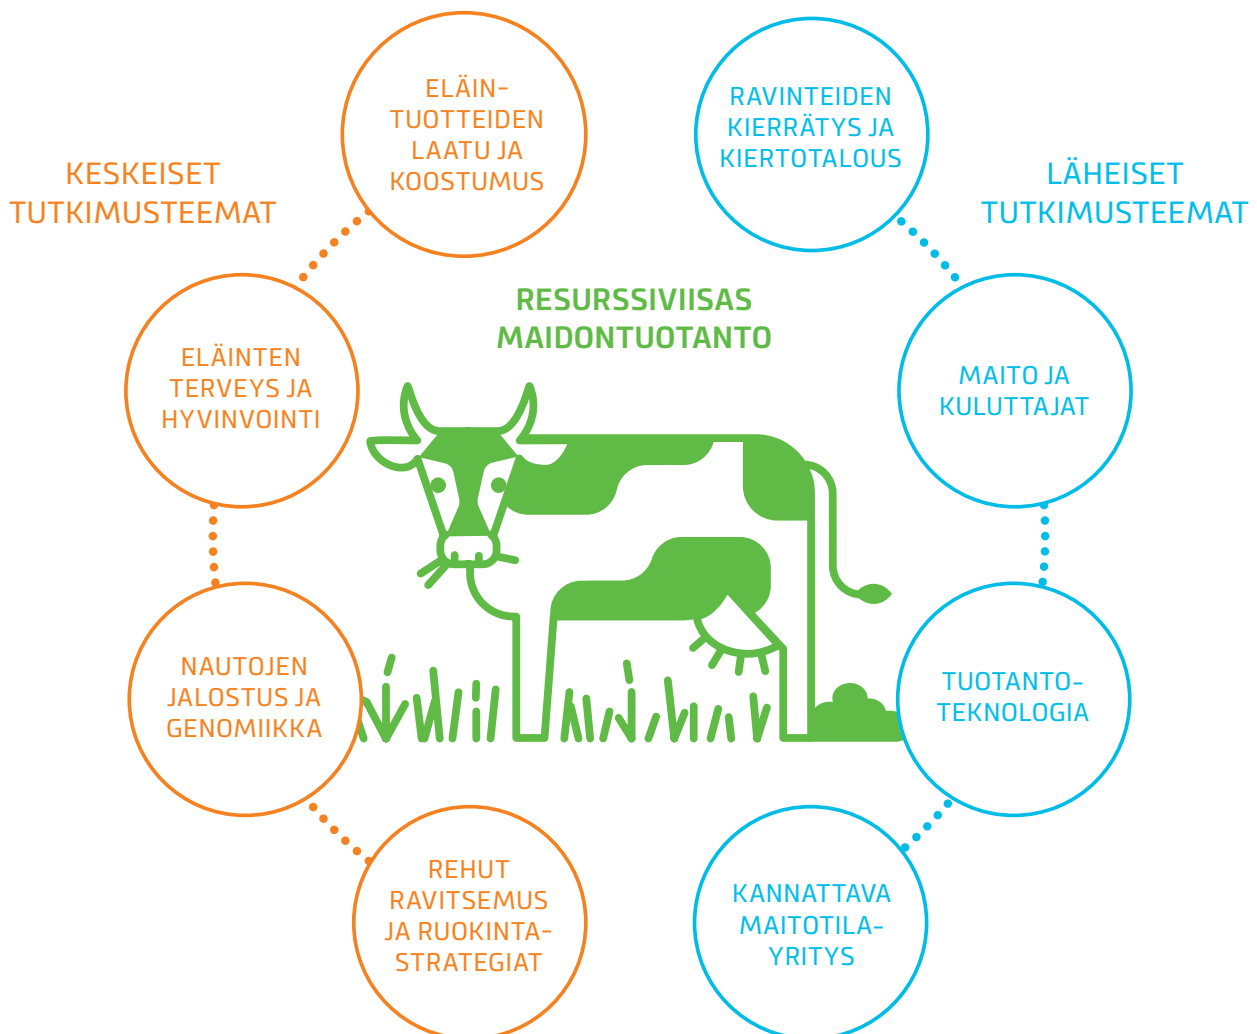 KESKEISET
TUTKIMUSTEEMAT
ELÄIN-
TUOTTEIDEN
LAATU JA
KOOSTUMUS
ELÄINTEN
TERVEYS JA
HYVINVOINTI
NAUTOJEN
JALOSTUS JA
GENOMIIKKA
REHUT
RAVITSEMUS
JA RUOKINTA-
STRATEGIAT
RESURSSIVIISAS
MAIDONTUOTANTO
LÄHEISET
TUTKIMUSTEEMAT
RAVINTEIDEN
KIERRÄTYS JA
KIERTOTALOUS
MAITO JA
KULUTTAJAT
TUOTANTO-
TEKNOLOGIA
KANNATTAVA
MAITOTILA-
YRITYS